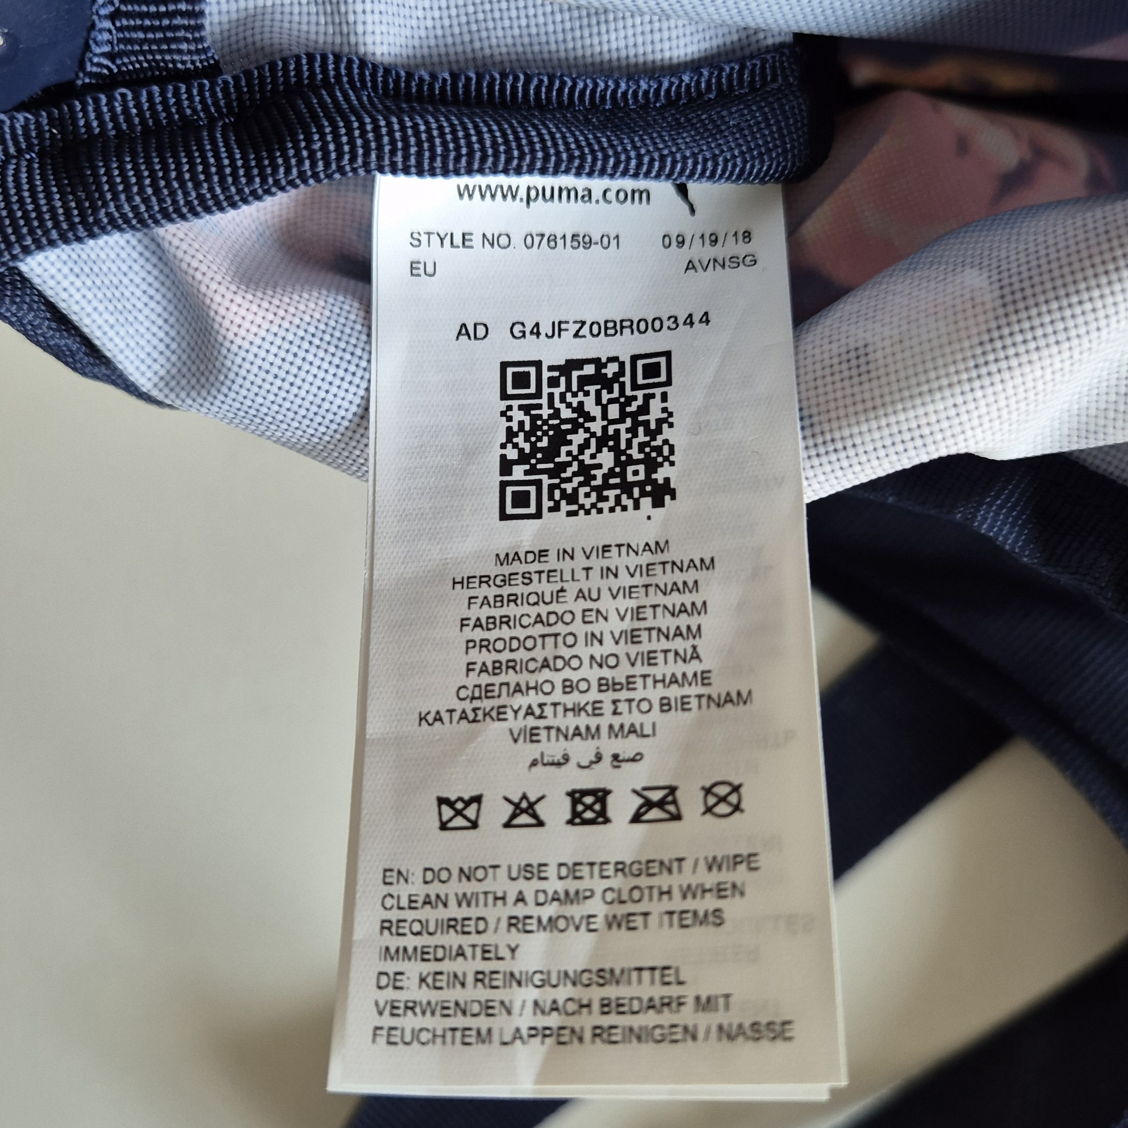 www.puma.com
STYLE NO. 076159-01 09/19/18
EU AVNSG
AD G4JFZ0BR00344
MADE IN VIETNAM
HERGESTELLT IN VIETNAM
FABRIQUÉ AU VIETNAM
FABRICADO EN VIETNAM
PRODOTTO IN VIETNAM
FABRICADO NO VIETNÃ
СДЕЛАНО ВО ВЬЕТНАМЕ
ΚΑΤΑΣΚΕΥΑΣΤΗΚΕ ΣΤΟ ΒΙΕΤΝΑΜ
VİETNAM MALI
صنع في فيتنام
EN: DO NOT USE DETERGENT / WIPE
CLEAN WITH A DAMP CLOTH WHEN
REQUIRED / REMOVE WET ITEMS
IMMEDIATELY
DE: KEIN REINIGUNGSMITTEL
VERWENDEN / NACH BEDARF MIT
FEUCHTEM LAPPEN REINIGEN / NASSE